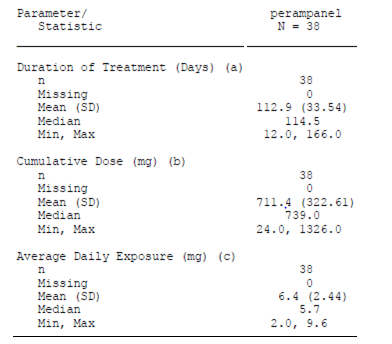 Parameter/ perampanel
Statistic N = 38
Duration of Treatment (Days) (a)
n 38
Missing 0
Mean (SD) 112.9 (33.54)
Median 114.5
Min, Max 12.0, 166.0
Cumulative Dose (mg) (b)
n 38
Missing 0
Mean (SD) 711.4 (322.61)
Median 739.0
Min, Max 24.0, 1326.0
Average Daily Exposure (mg) (c)
n 38
Missing 0
Mean (SD) 6.4 (2.44)
Median 5.7
Min, Max 2.0, 9.6